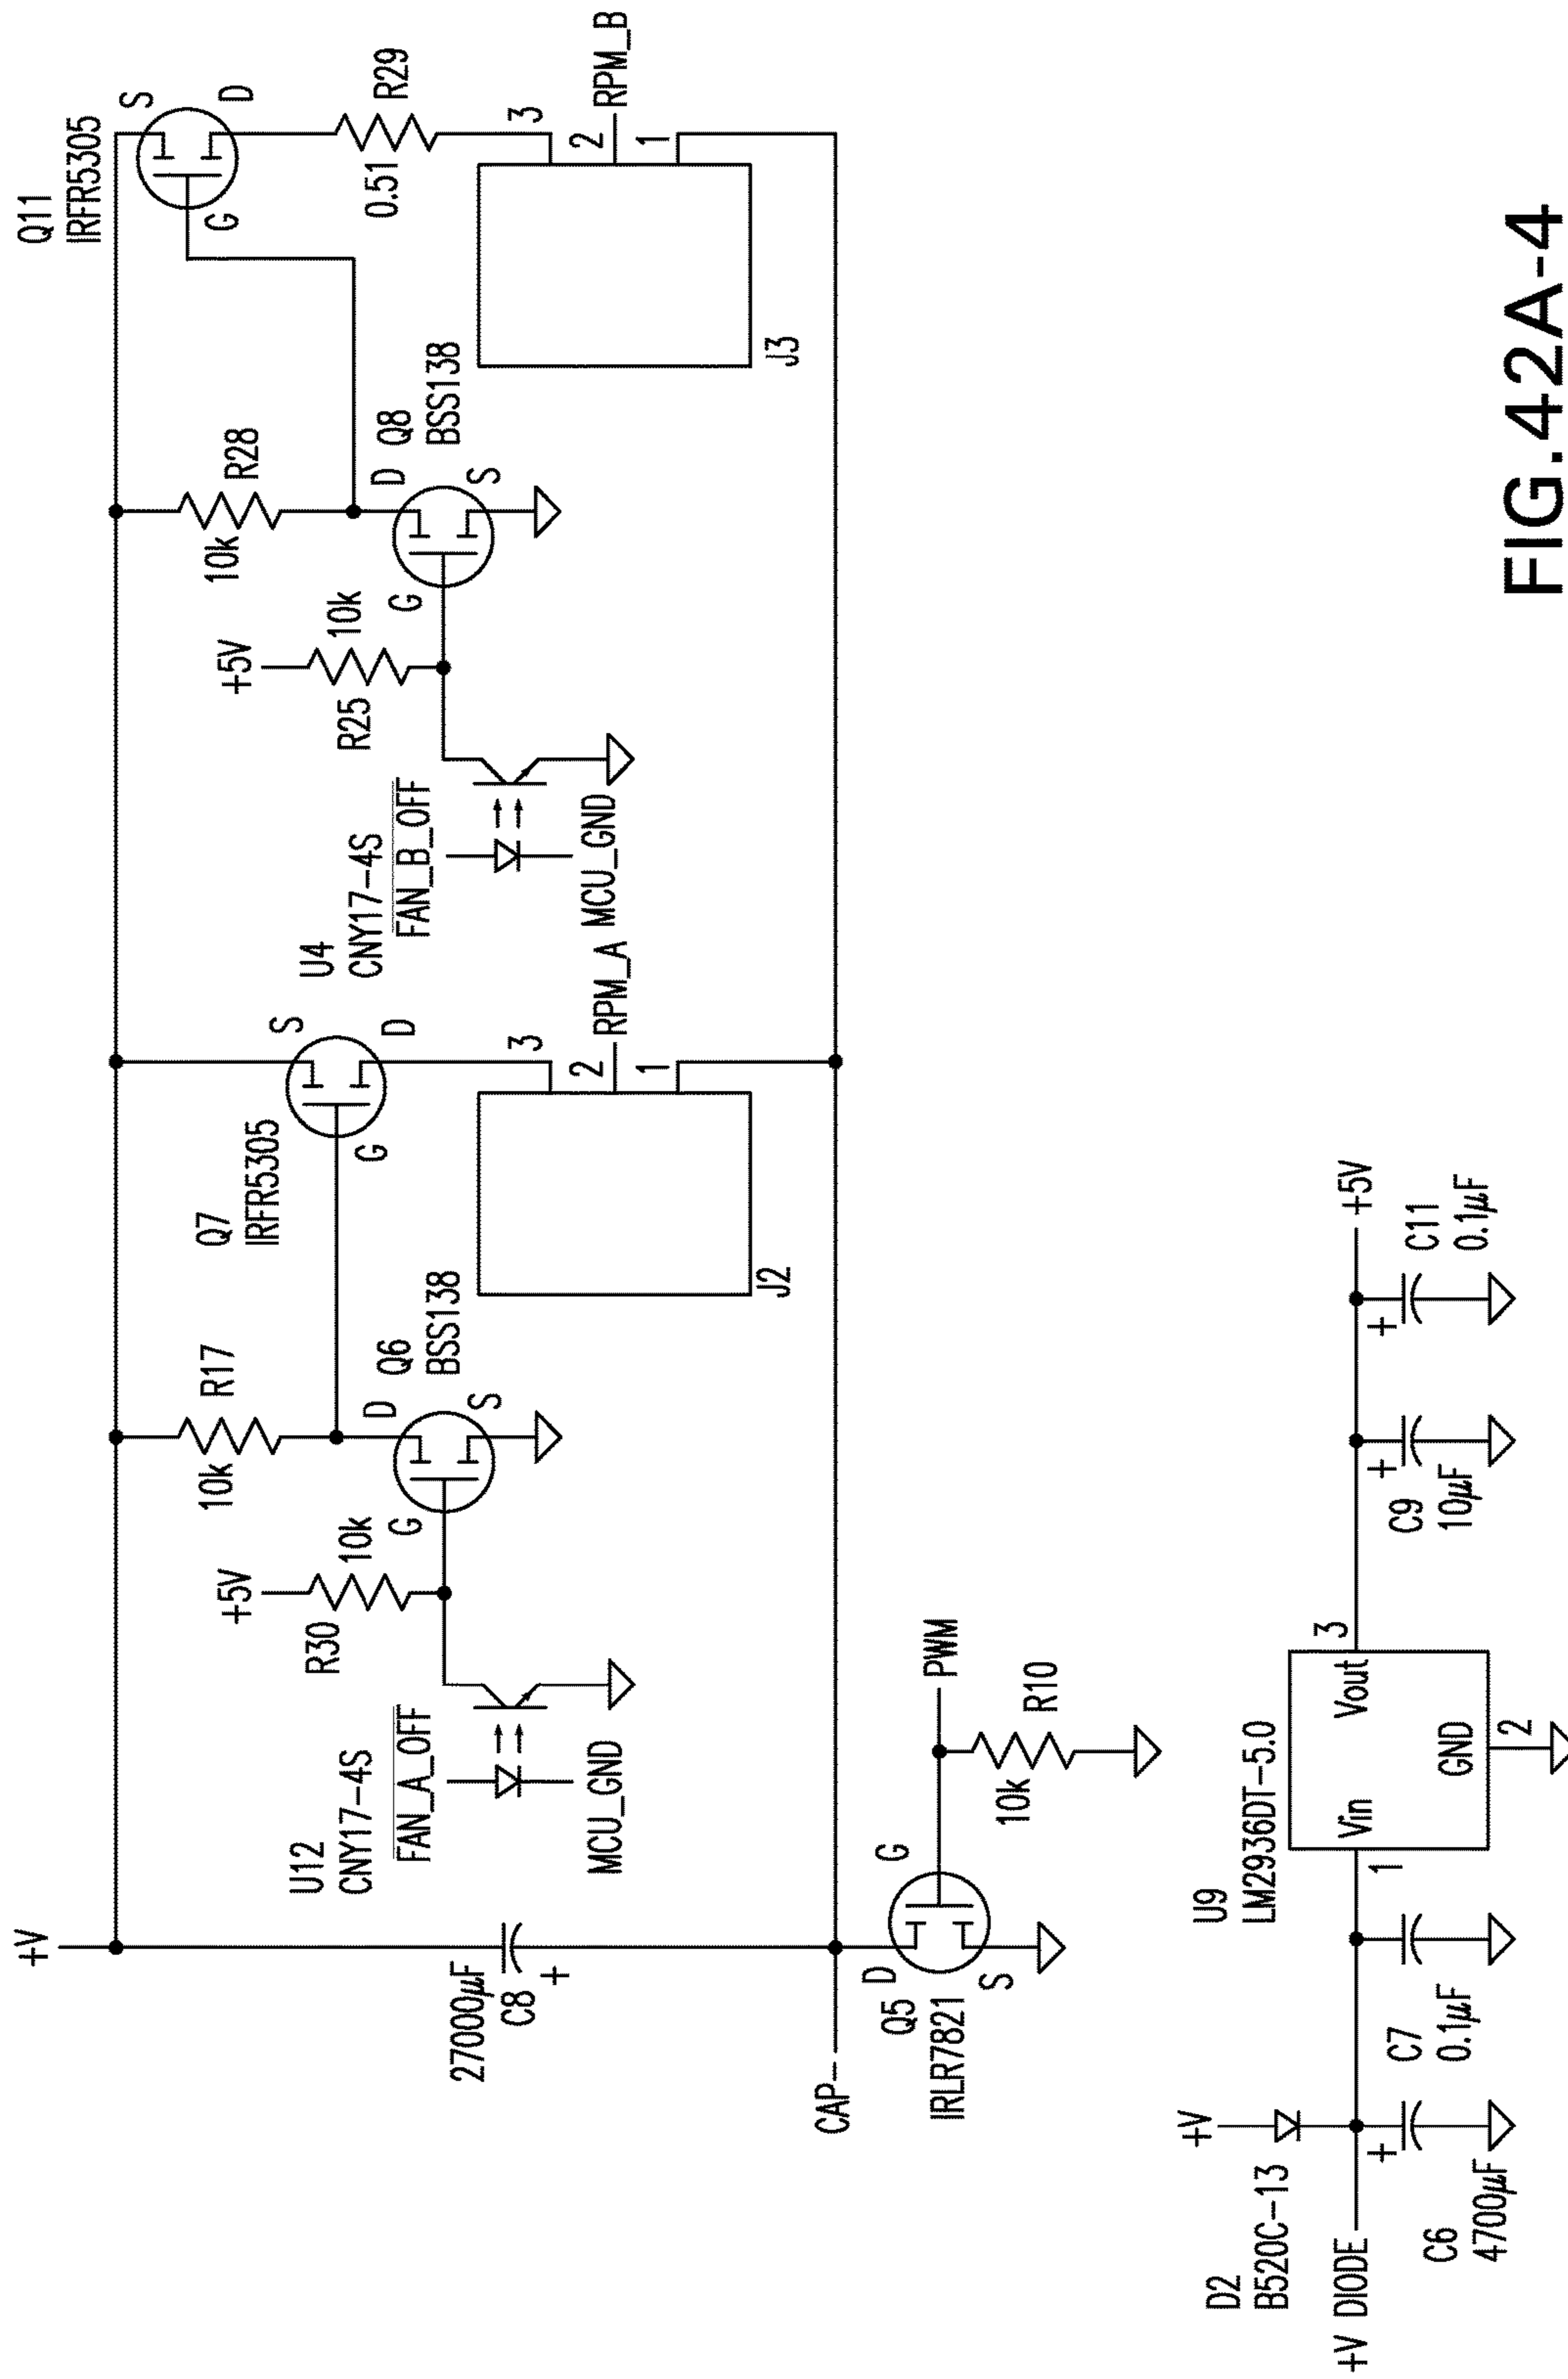 +V
27000µF
C8
+
CAP-
U12
CNY17-4S
FAN_A_OFF
MCU_GND
+5V
R30
10k
10k
R17
G
D
S
Q6
BSS138
Q7
IRFR5305
S
G
D
J2
3
2
1
RPM_A
U4
CNY17-4S
FAN_B_OFF
MCU_GND
+5V
R25
10k
10k
R28
G
D
S
Q8
BSS138
Q11
IRFR5305
S
G
D
0.51
R29
J3
3
2
1
RPM_B
Q5
IRLR7821
D
G
S
PWM
10k
R10
D2
B520C-13
+V
+V DIODE
+
C6
4700µF
C7
0.1µF
U9
LM2936DT-5.0
1
Vin
Vout
3
GND
2
+
C9
10µF
+
C11
0.1µF
+5V
FIG.42A-4